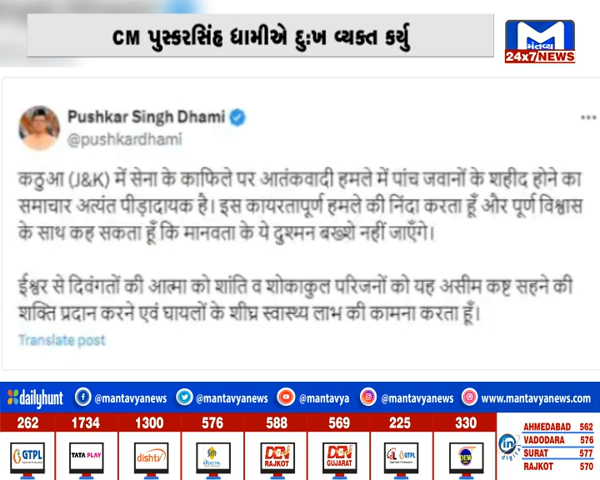 CM પુસ્કરસિંહ ધામીએ દુઃખ વ્યક્ત કર્યુ
મંતવ્ય
24x7NEWS
Pushkar Singh Dhami
@pushkardhami
कठुआ (J&K) में सेना के काफिले पर आतंकवादी हमले में पांच जवानों के शहीद होने का
समाचार अत्यंत पीड़ादायक है। इस कायरतापूर्ण हमले की निंदा करता हूँ और पूर्ण विश्वास
के साथ कह सकता हूँ कि मानवता के ये दुश्मन बख्शे नहीं जाएँगे।
ईश्वर से दिवंगतों की आत्मा को शांति व शोकाकुल परिजनों को यह असीम कष्ट सहने की
शक्ति प्रदान करने एवं घायलों के शीघ्र स्वास्थ्य लाभ की कामना करता हूँ।
Translate post
dailyhunt @mantavyanews @mantavyanews @mantavya @mantavyanews www.mantavyanews.com
262 1734 1300 576 588 569 225 330
GTPL TATA PLAY dishtv DEN RAJKOT DEN GUJARAT GTPL
in digital
AHMEDABAD 562
VADODARA 576
SURAT 577
RAJKOT 570